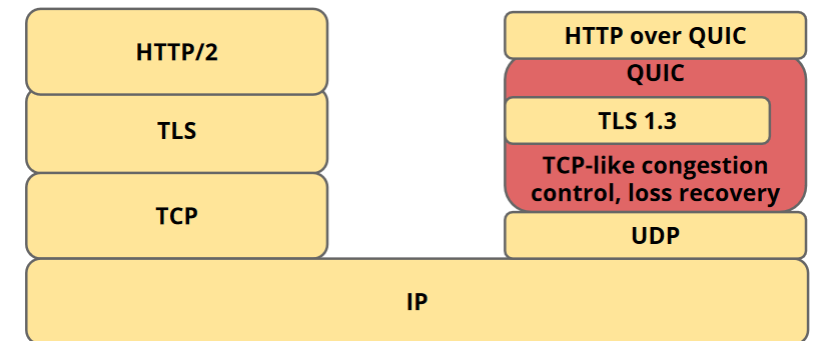 HTTP/2
TLS
TCP
HTTP over QUIC
QUIC
TLS 1.3
TCP-like congestion
control, loss recovery
UDP
IP